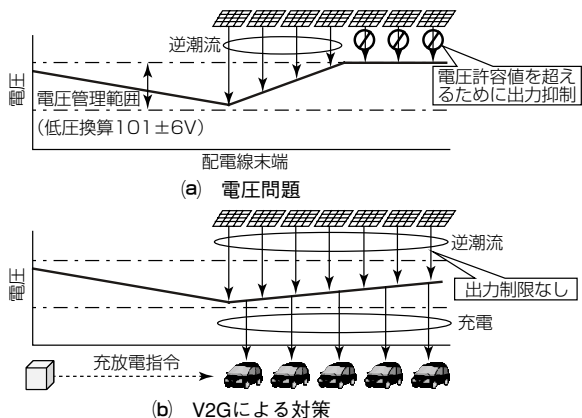 逆潮流
電圧
電圧管理範囲
(低圧換算101±6V)
電圧許容値を超え
るために出力抑制
配電線末端
(a) 電圧問題
逆潮流
電圧
出力制限なし
充電
充放電指令
(b) V2Gによる対策